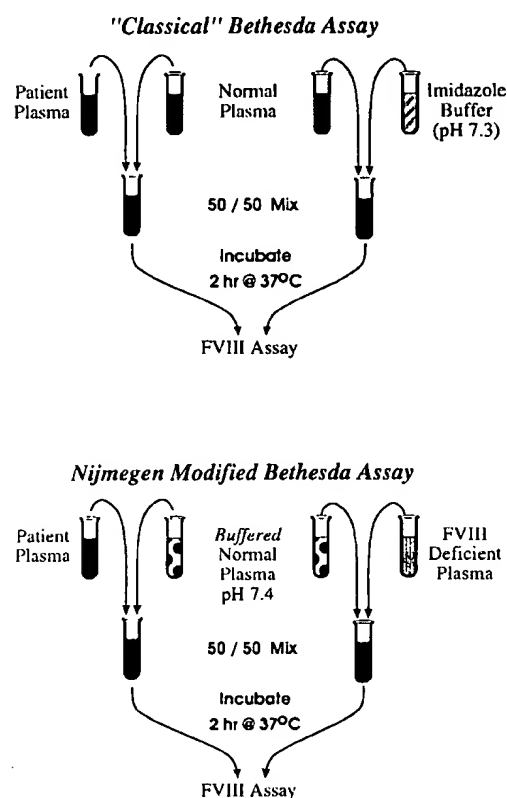 "Classical" Bethesda Assay
Patient
Plasma
Normal
Plasma
Imidazole
Buffer
(pH 7.3)
50 / 50 Mix
Incubate
2 hr @ 37°C
FVIII Assay
Nijmegen Modified Bethesda Assay
Patient
Plasma
Buffered
Normal
Plasma
pH 7.4
FVIII
Deficient
Plasma
50 / 50 Mix
Incubate
2 hr @ 37°C
FVIII Assay